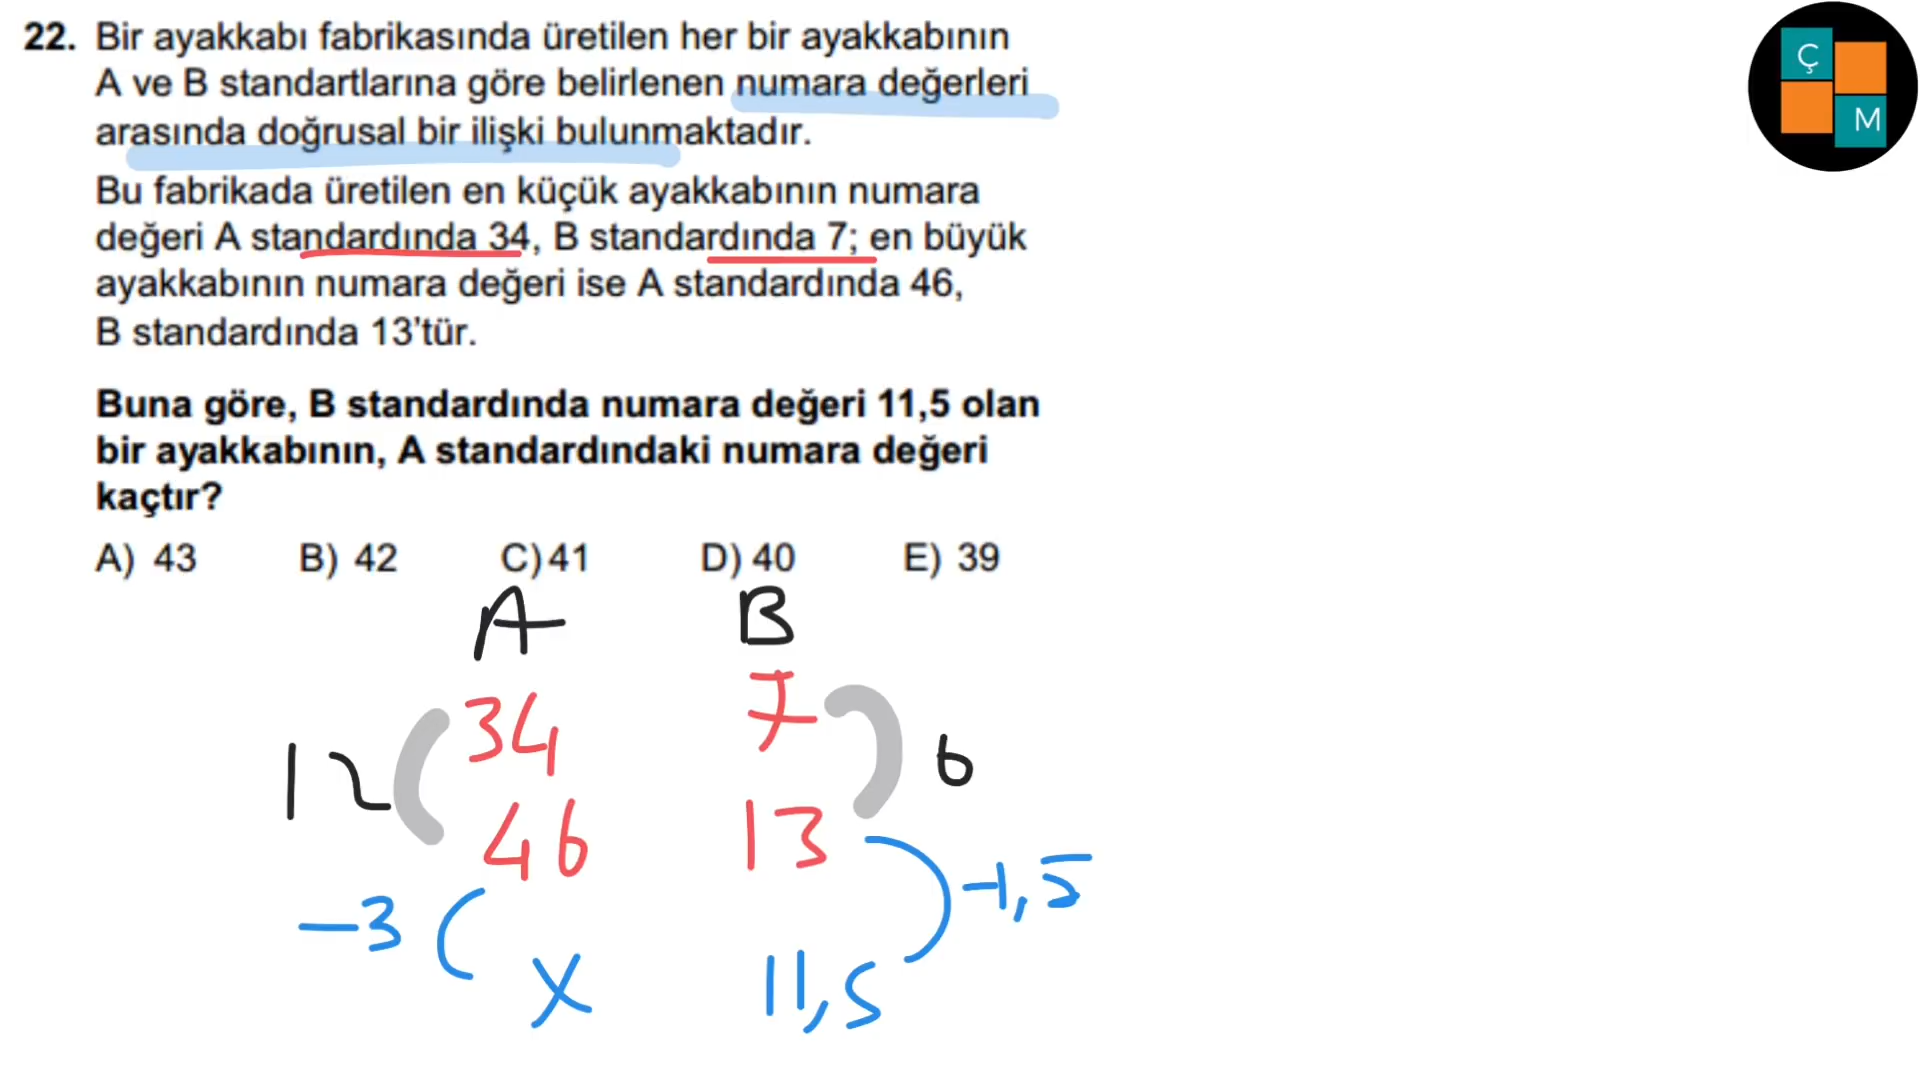 22. Bir ayakkabı fabrikasında üretilen her bir ayakkabının
A ve B standartlarına göre belirlenen numara değerleri
arasında doğrusal bir ilişki bulunmaktadır.
Bu fabrikada üretilen en küçük ayakkabının numara
değeri A standardında 34, B standardında 7; en büyük
ayakkabının numara değeri ise A standardında 46,
B standardında 13'tür.
Buna göre, B standardında numara değeri 11,5 olan
bir ayakkabının, A standardındaki numara değeri
kaçtır?
A) 43 B) 42 C) 41 D) 40 E) 39
A B
34 7
12 6
46 13
-3 -1,5
x 11,5
Ç
M